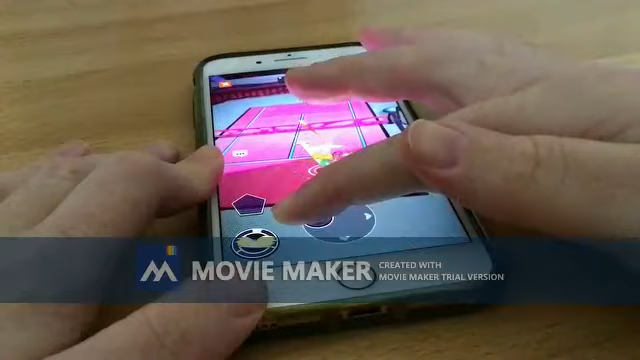 MOVIE MAKER
CREATED WITH
MOVIE MAKER TRIAL VERSION